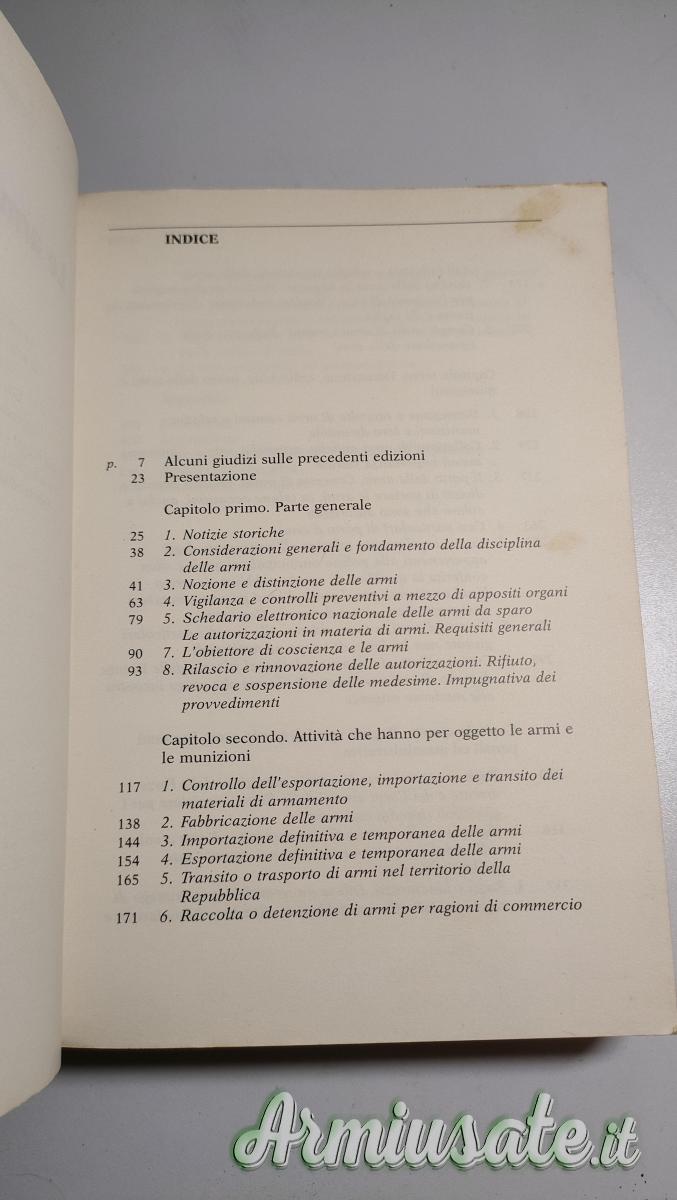 INDICE
p. 7 Alcuni giudizi sulle precedenti edizioni
23 Presentazione
Capitolo primo. Parte generale
25 1. Notizie storiche
38 2. Considerazioni generali e fondamento della disciplina
delle armi
41 3. Nozione e distinzione delle armi
63 4. Vigilanza e controlli preventivi a mezzo di appositi organi
79 5. Schedario elettronico nazionale delle armi da sparo
Le autorizzazioni in materia di armi. Requisiti generali
90 7. L'obiettore di coscienza e le armi
93 8. Rilascio e rinnovazione delle autorizzazioni. Rifiuto,
revoca e sospensione delle medesime. Impugnativa dei
provvedimenti
Capitolo secondo. Attività che hanno per oggetto le armi e
le munizioni
117 1. Controllo dell'esportazione, importazione e transito dei
materiali di armamento
138 2. Fabbricazione delle armi
144 3. Importazione definitiva e temporanea delle armi
154 4. Esportazione definitiva e temporanea delle armi
165 5. Transito o trasporto di armi nel territorio della
Repubblica
171 6. Raccolta o detenzione di armi per ragioni di commercio
Armiusate.it